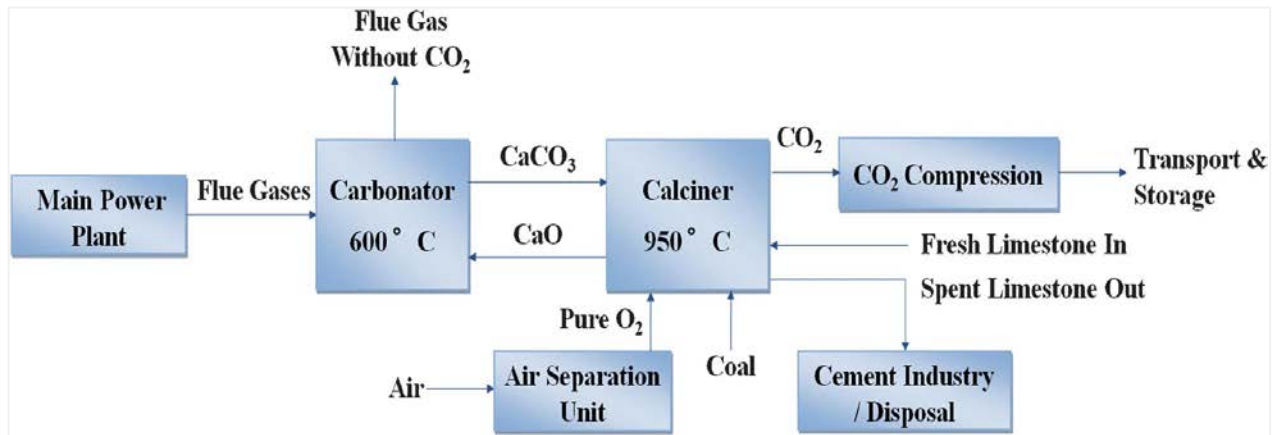 Flue Gas
Without CO₂
Main Power
Plant
Flue Gases
Carbonator
600° C
CaCO₃
CaO
Calciner
950° C
CO₂
CO₂ Compression
Transport &
Storage
Fresh Limestone In
Spent Limestone Out
Pure O₂
Coal
Air
Air Separation
Unit
Cement Industry
/ Disposal